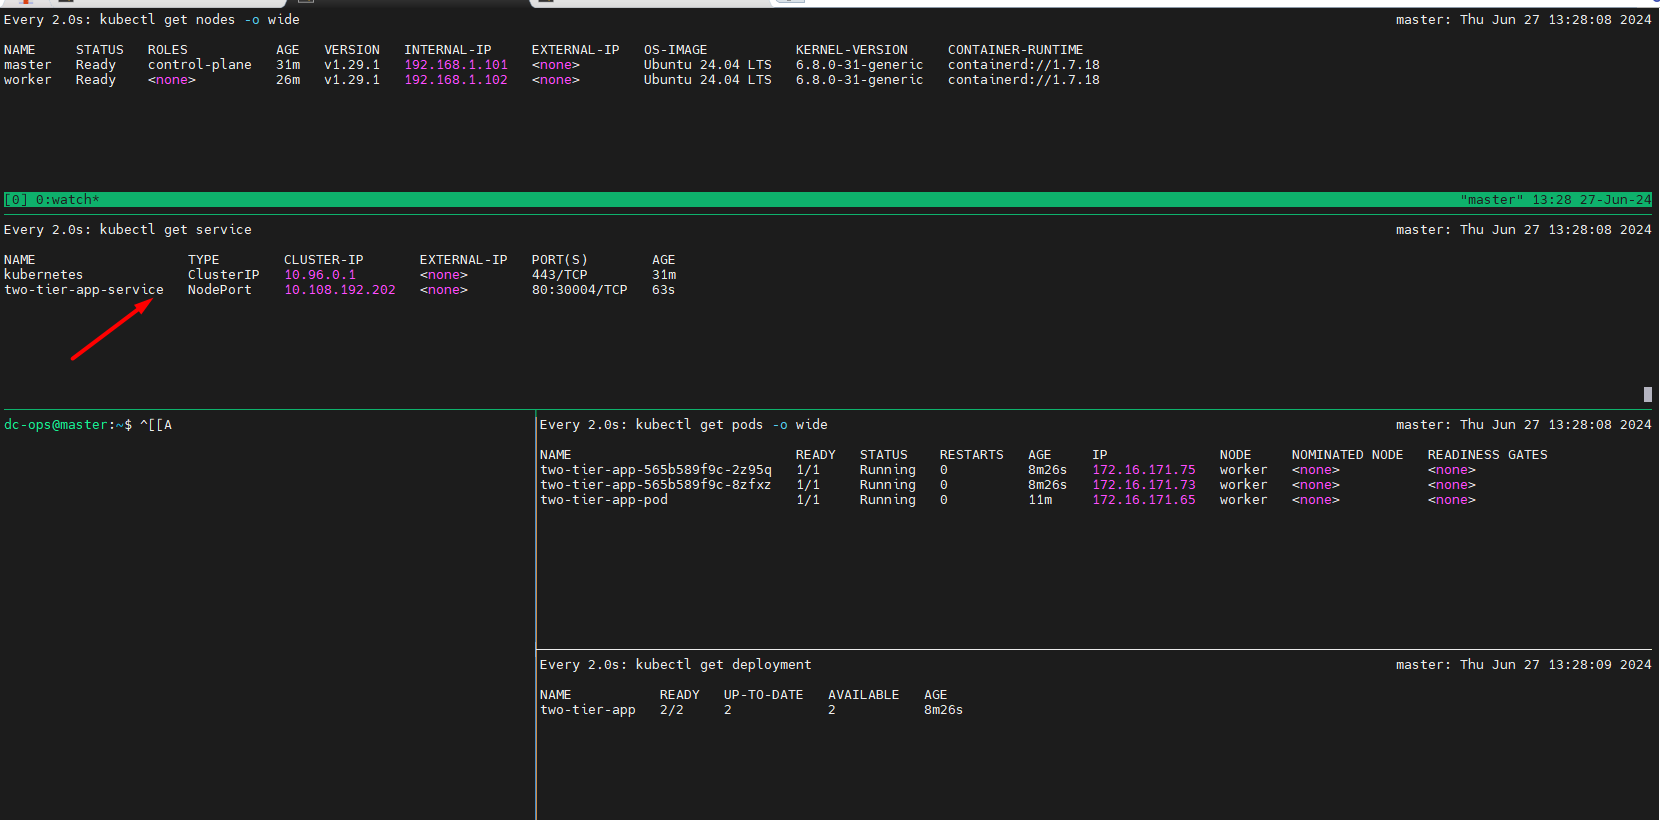 Every 2.0s: kubectl get nodes -o wide master: Thu Jun 27 13:28:08 2024
NAME STATUS ROLES AGE VERSION INTERNAL-IP EXTERNAL-IP OS-IMAGE KERNEL-VERSION CONTAINER-RUNTIME
master Ready control-plane 31m v1.29.1 192.168.1.101 <none> Ubuntu 24.04 LTS 6.8.0-31-generic containerd://1.7.18
worker Ready <none> 26m v1.29.1 192.168.1.102 <none> Ubuntu 24.04 LTS 6.8.0-31-generic containerd://1.7.18
[0] 0:watch* "master" 13:28 27-Jun-24
Every 2.0s: kubectl get service master: Thu Jun 27 13:28:08 2024
NAME TYPE CLUSTER-IP EXTERNAL-IP PORT(S) AGE
kubernetes ClusterIP 10.96.0.1 <none> 443/TCP 31m
two-tier-app-service NodePort 10.108.192.202 <none> 80:30004/TCP 63s
dc-ops@master:~$ ^[[A
Every 2.0s: kubectl get pods -o wide master: Thu Jun 27 13:28:08 2024
NAME READY STATUS RESTARTS AGE IP NODE NOMINATED NODE READINESS GATES
two-tier-app-565b589f9c-2z95q 1/1 Running 0 8m26s 172.16.171.75 worker <none> <none>
two-tier-app-565b589f9c-8zfxz 1/1 Running 0 8m26s 172.16.171.73 worker <none> <none>
two-tier-app-pod 1/1 Running 0 11m 172.16.171.65 worker <none> <none>
Every 2.0s: kubectl get deployment master: Thu Jun 27 13:28:09 2024
NAME READY UP-TO-DATE AVAILABLE AGE
two-tier-app 2/2 2 2 8m26s